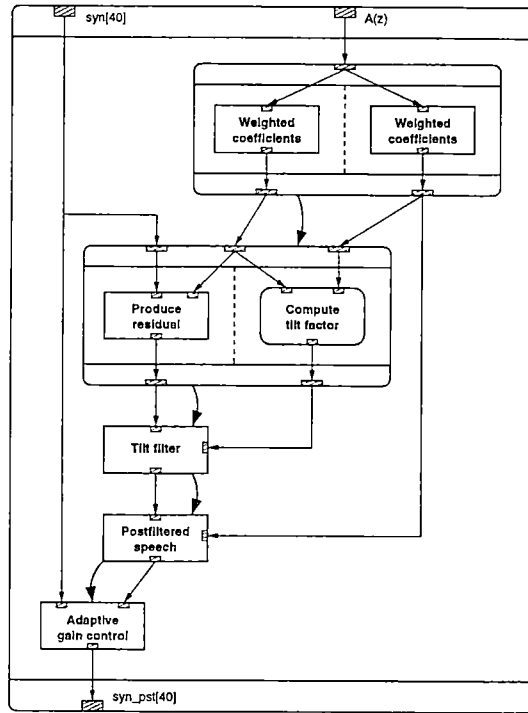 syn[40]
A(z)
Weighted
coefficients
Weighted
coefficients
Produce
residual
Compute
tilt factor
Tilt filter
Postfiltered
speech
Adaptive
gain control
syn_pst[40]